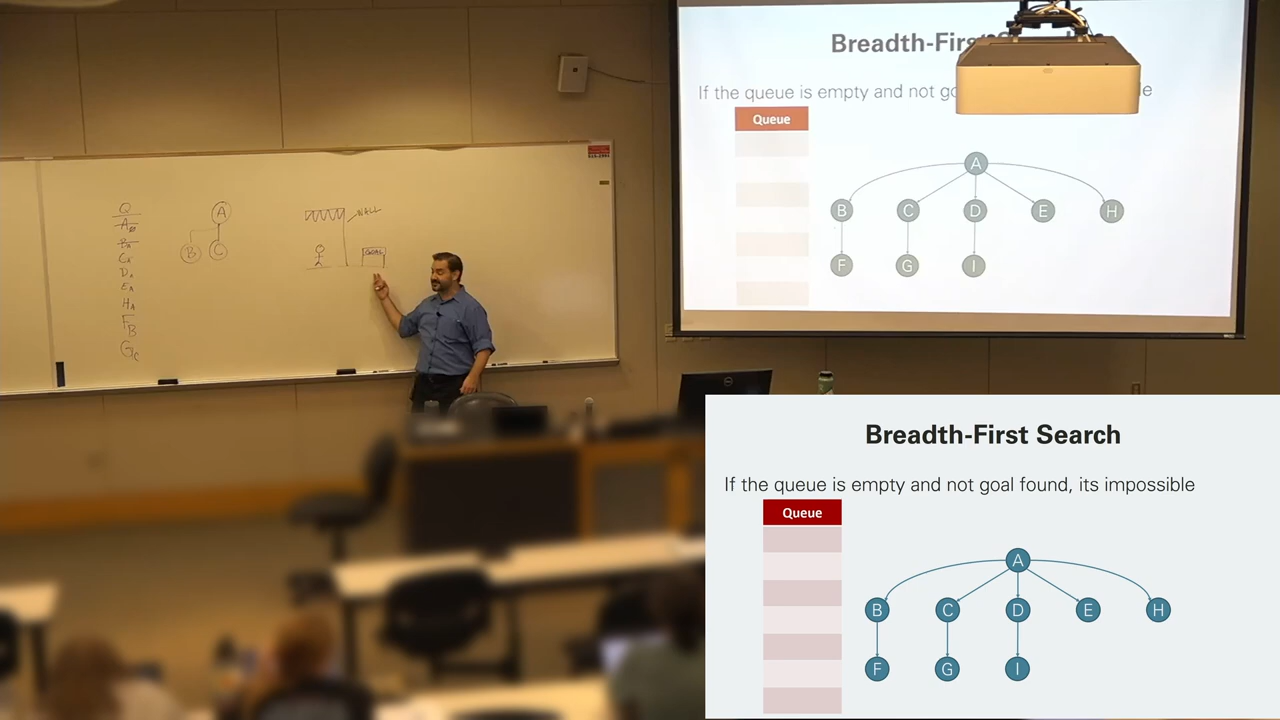 Breadth-Firs
If the queue is empty and not go
le
Queue
A
B C D E H
F G I
Q
A ø
B A
C A
D A
E A
H A
F B
G C
A
B C
WALL
GOAL
Breadth-First Search
If the queue is empty and not goal found, its impossible
Queue
A
B C D E H
F G I